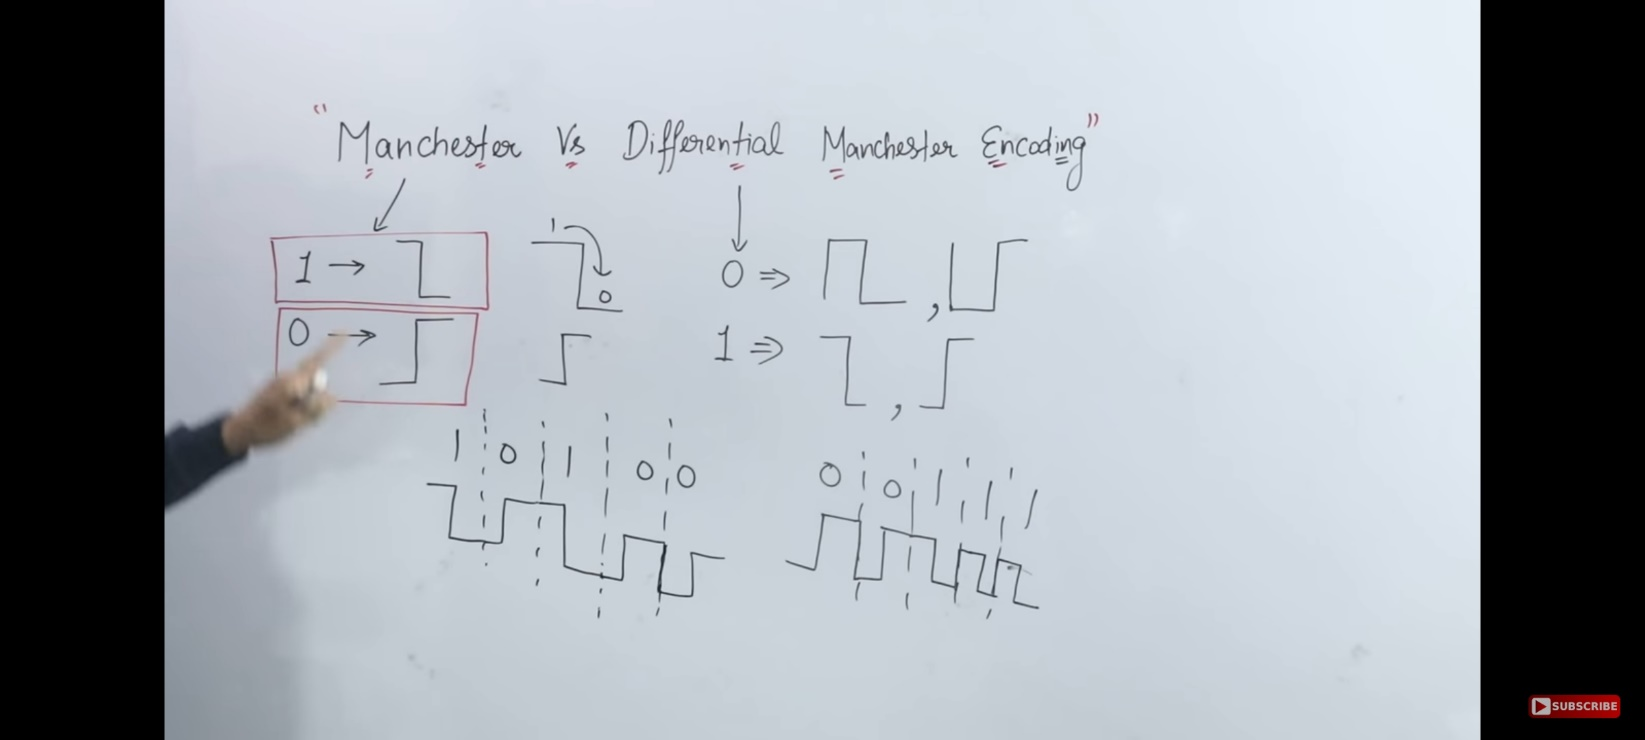 "Manchester Vs Differential Manchester Encoding"
1 →
1
0
0 ⇒ ,
0 →
1 ⇒ ,
1 0 1 0 0
0 0 1 1 1
SUBSCRIBE